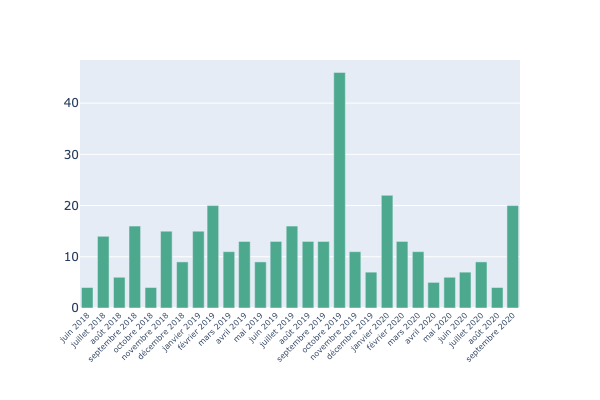 40
30
20
10
0
juin 2018
juillet 2018
août 2018
septembre 2018
octobre 2018
novembre 2018
décembre 2018
janvier 2019
février 2019
mars 2019
avril 2019
mai 2019
juin 2019
juillet 2019
août 2019
septembre 2019
octobre 2019
novembre 2019
décembre 2019
janvier 2020
février 2020
mars 2020
avril 2020
mai 2020
juin 2020
juillet 2020
août 2020
septembre 2020